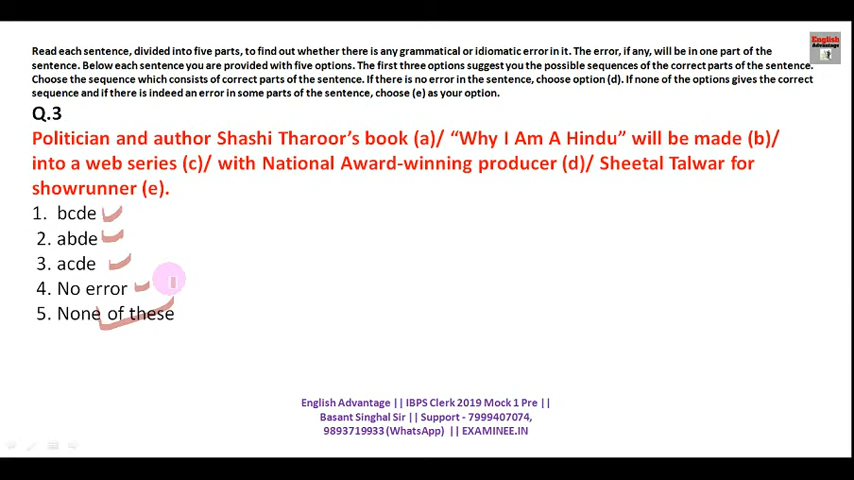 English
Advantage
Read each sentence, divided into five parts, to find out whether there is any grammatical or idiomatic error in it. The error, if any, will be in one part of the
sentence. Below each sentence you are provided with five options. The first three options suggest you the possible sequences of the correct parts of the sentence.
Choose the sequence which consists of correct parts of the sentence. If there is no error in the sentence, choose option (d). If none of the options gives the correct
sequence and if there is indeed an error in some parts of the sentence, choose (e) as your option.
Q.3
Politician and author Shashi Tharoor's book (a)/ “Why I Am A Hindu” will be made (b)/
into a web series (c)/ with National Award-winning producer (d)/ Sheetal Talwar for
showrunner (e).
1. bcde
2. abde
3. acde
4. No error
5. None of these
English Advantage || IBPS Clerk 2019 Mock 1 Pre ||
Basant Singhal Sir || Support - 7999407074,
9893719933 (WhatsApp) || EXAMINEE.IN